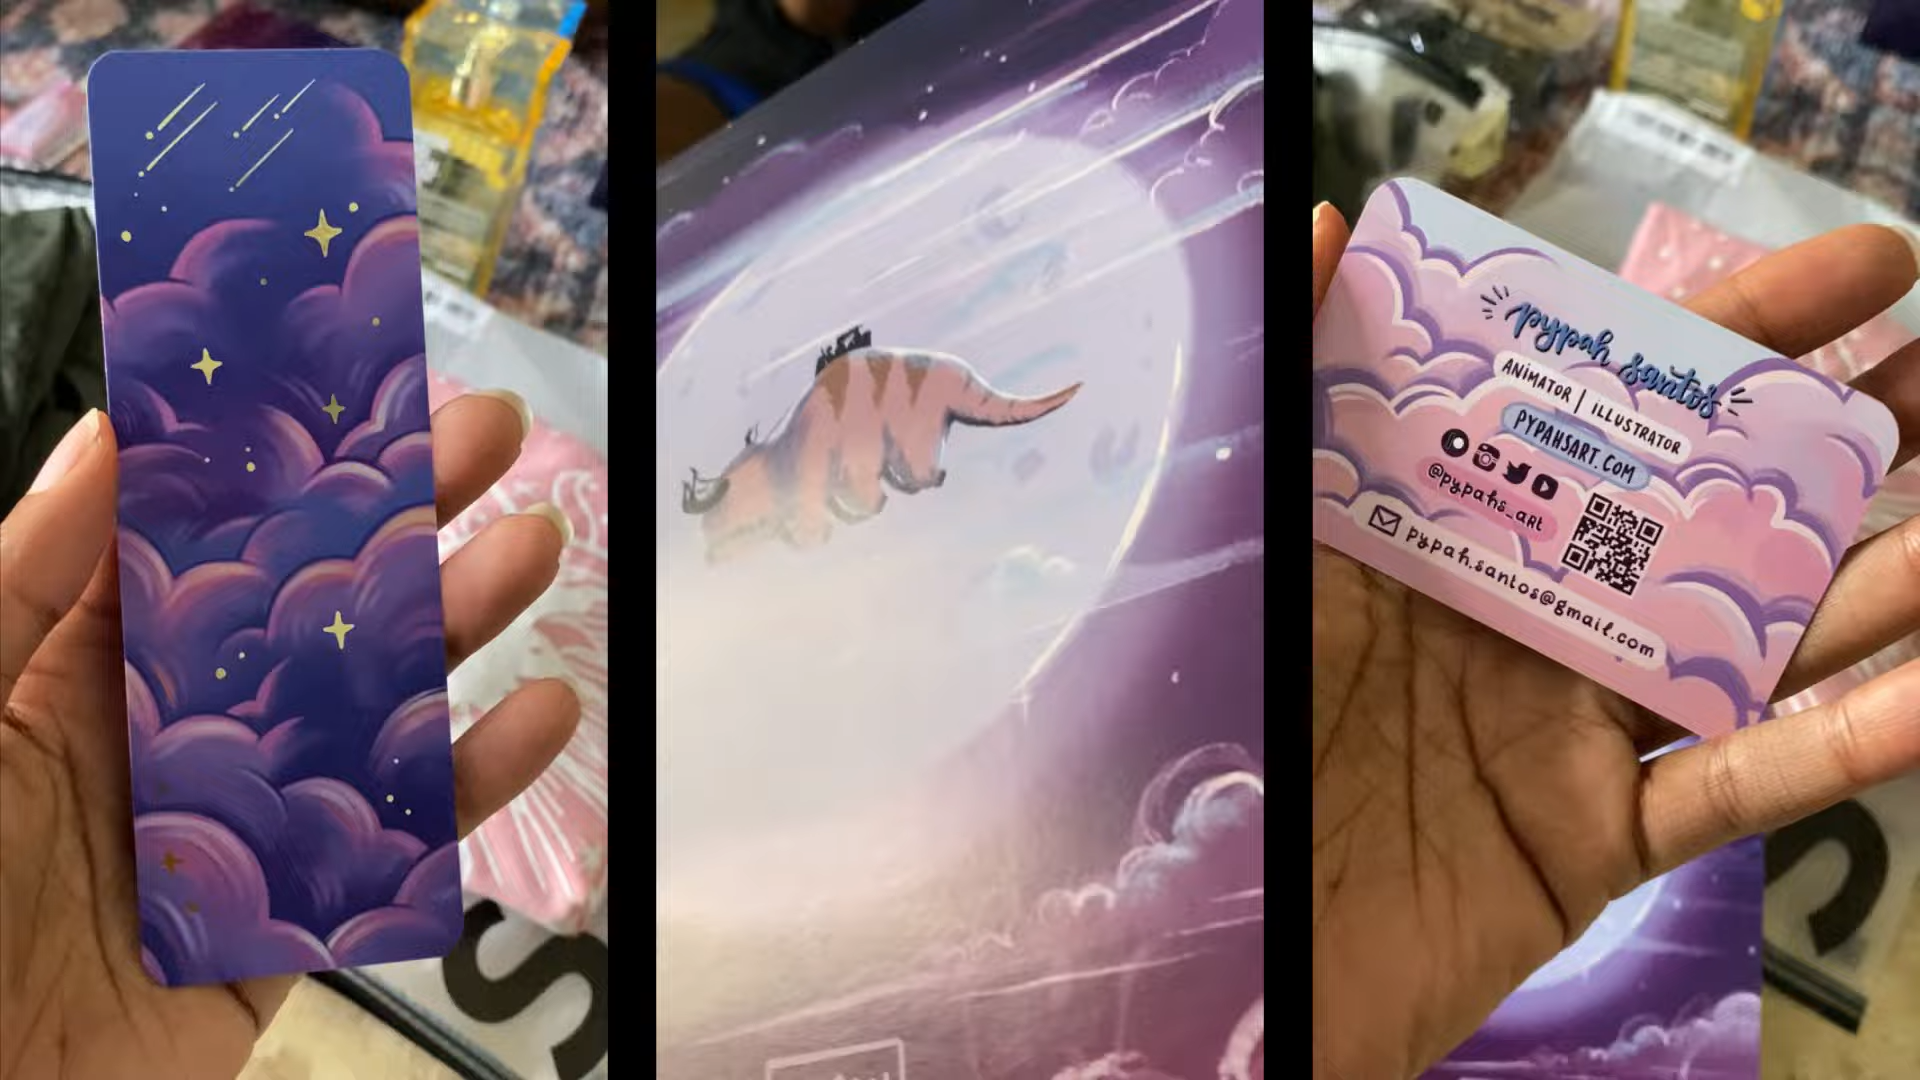 pypah santos
ANIMATOR | ILLUSTRATOR
PYPAHSART.COM
@pypahs_art
pypah.santos@gmail.com
S